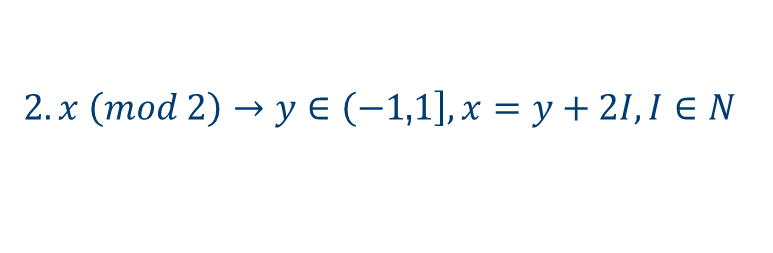 2. x (mod 2) → y ∈ (−1,1], x = y + 2I, I ∈ N